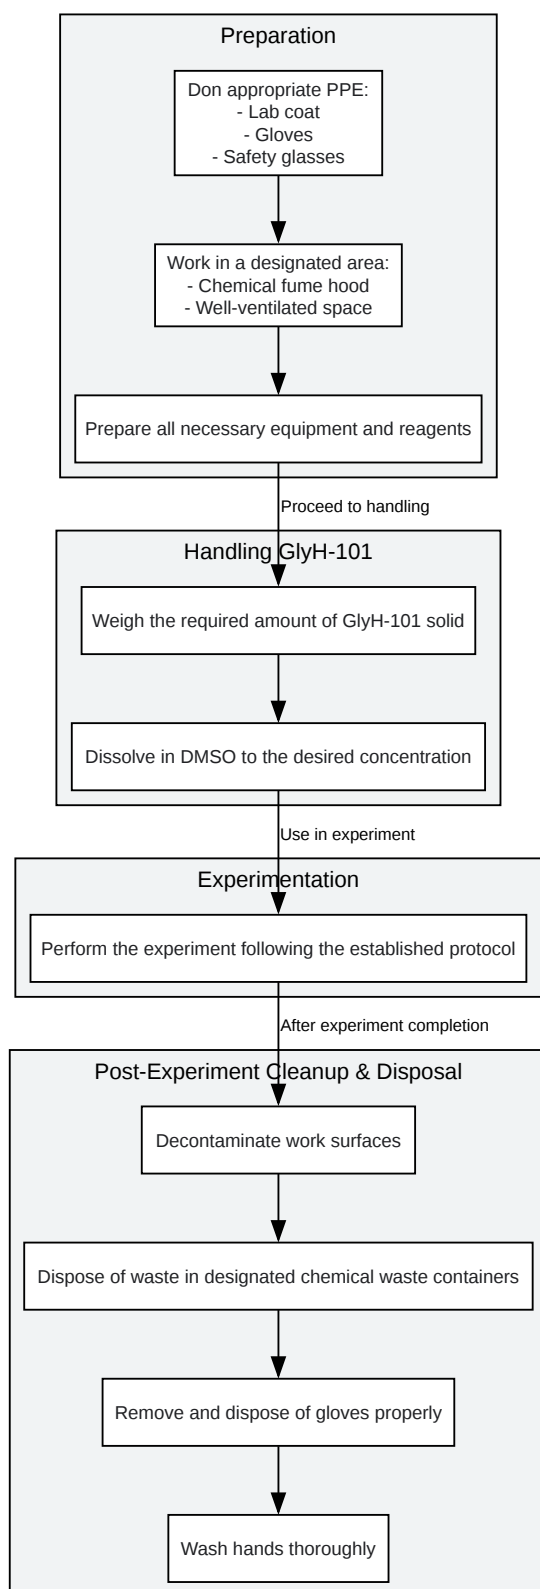 Preparation
Don appropriate PPE:
- Lab coat
- Gloves
- Safety glasses
Work in a designated area:
- Chemical fume hood
- Well-ventilated space
Prepare all necessary equipment and reagents
Proceed to handling
Handling GlyH-101
Weigh the required amount of GlyH-101 solid
Dissolve in DMSO to the desired concentration
Use in experiment
Experimentation
Perform the experiment following the established protocol
After experiment completion
Post-Experiment Cleanup & Disposal
Decontaminate work surfaces
Dispose of waste in designated chemical waste containers
Remove and dispose of gloves properly
Wash hands thoroughly